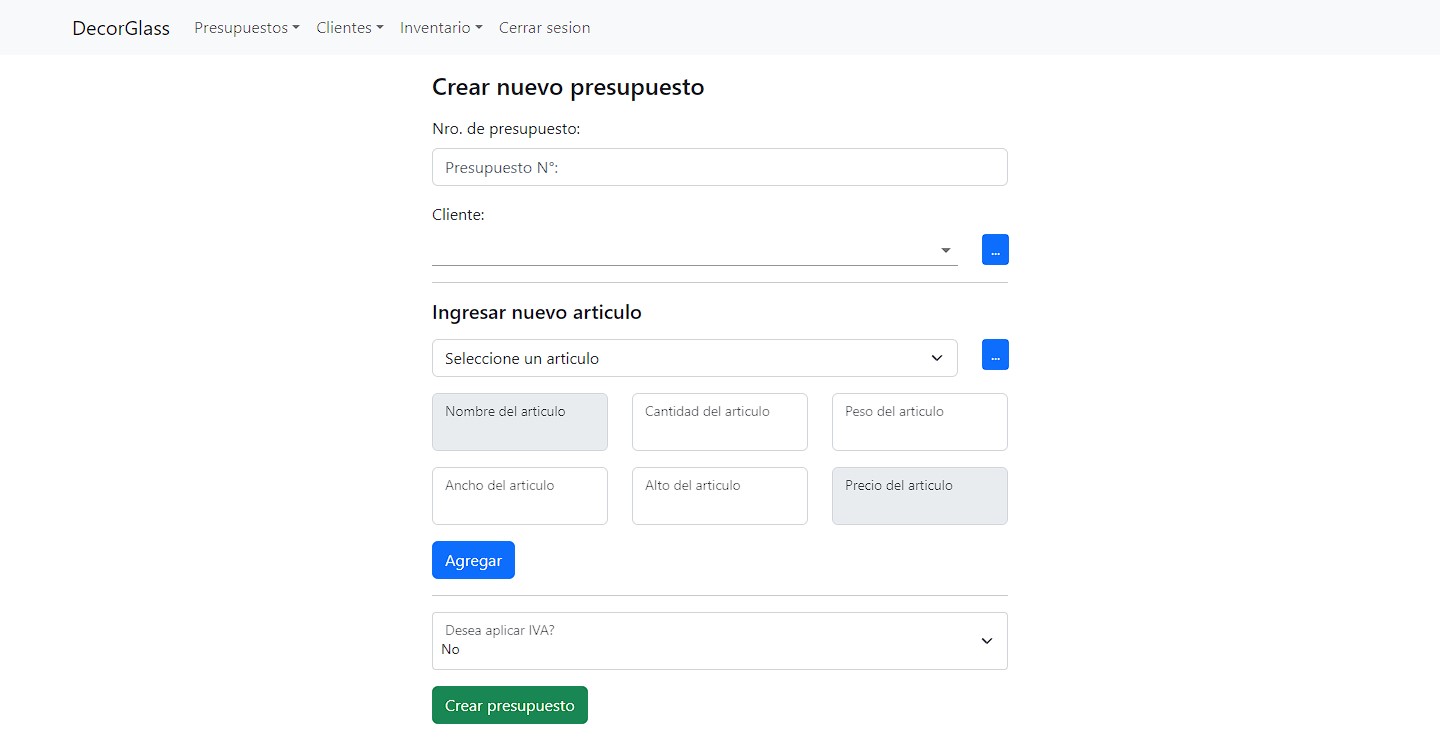 DecorGlass Presupuestos Clientes Inventario Cerrar sesion
Crear nuevo presupuesto
Nro. de presupuesto:
Presupuesto N°:
Cliente:
...
Ingresar nuevo articulo
Seleccione un articulo ...
Nombre del articulo Cantidad del articulo Peso del articulo
Ancho del articulo Alto del articulo Precio del articulo
Agregar
Desea aplicar IVA?
No
Crear presupuesto